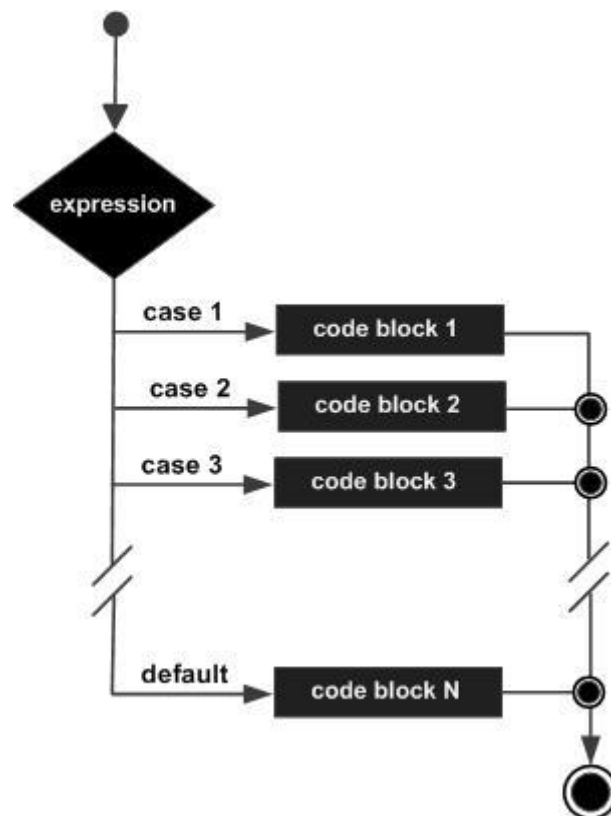 expression
case 1
code block 1
case 2
code block 2
case 3
code block 3
default
code block N